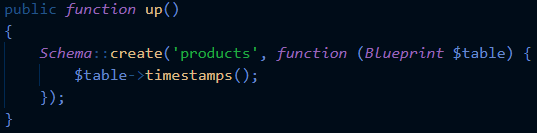 public function up()
{
    Schema::create('products', function (Blueprint $table) {
        $table->timestamps();
    });
}